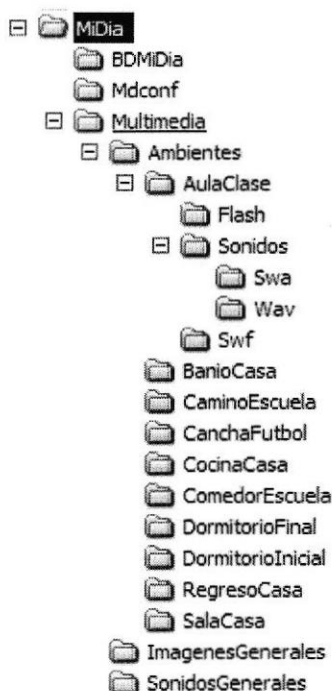 MiDia
BDMiDia
Mdconf
Multimedia
Ambientes
AulaClase
Flash
Sonidos
Swa
Wav
Swf
BanioCasa
CaminoEscuela
CanchaFutbol
CocinaCasa
ComedorEscuela
DormitorioFinal
DormitorioInicial
RegresoCasa
SalaCasa
ImagenesGenerales
SonidosGenerales